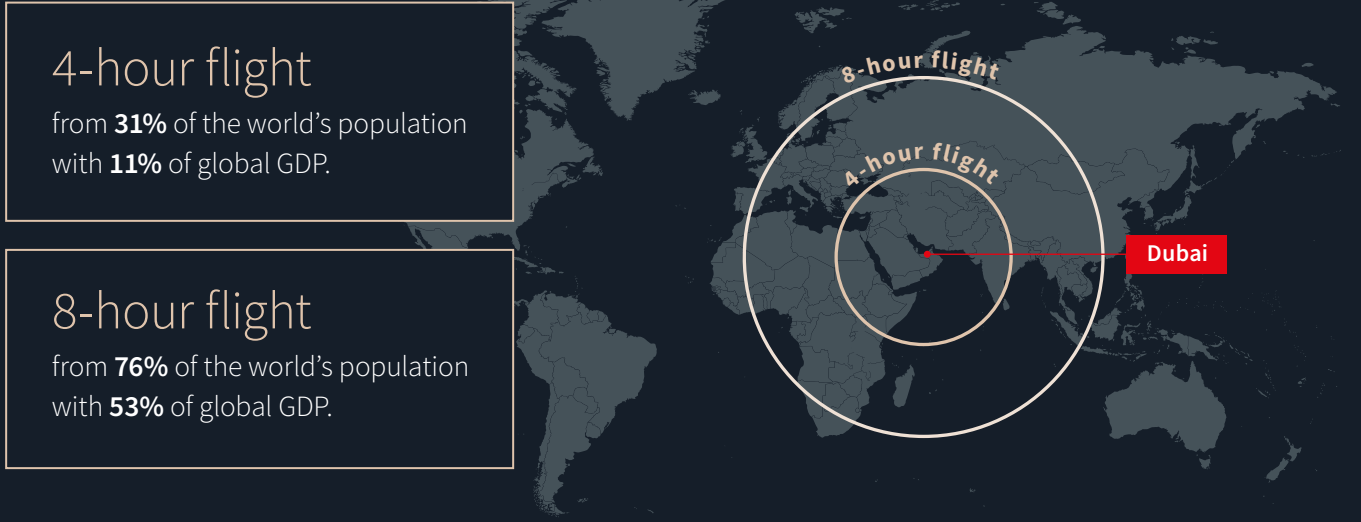 4-hour flight
from 31% of the world’s population
with 11% of global GDP.
8-hour flight
from 76% of the world’s population
with 53% of global GDP.
8-hour flight
4-hour flight
Dubai